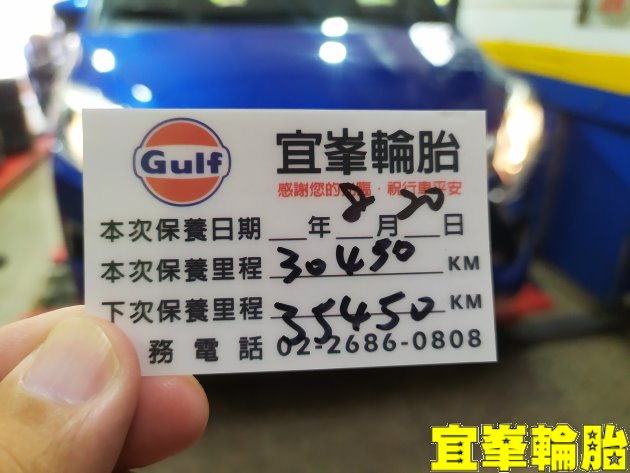 Gulf
宜峯輪胎
感謝您的 臨 · 祝行車平安
本次保養日期 年 8 月 20 日
本次保養里程 30450 KM
下次保養里程 35450 KM
務電話 02-2686-0808
宜峯輪胎